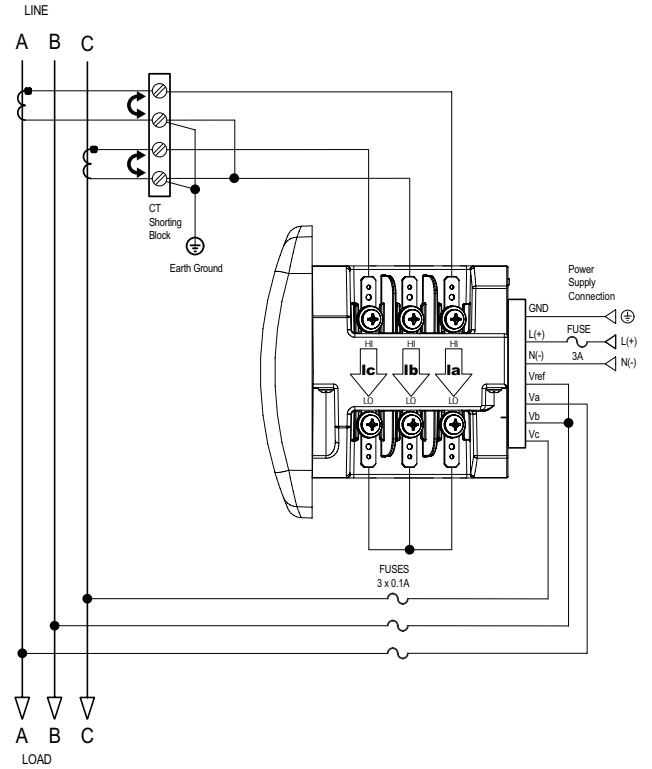 LINE
A B C
CT
Shorting
Block
Earth Ground
Power
Supply
Connection
GND
L(+)
FUSE
L(+)
N(-)
3A
N(-)
Vref
Va
Vb
Vc
HI HI HI
Ic Ib Ia
LO LO LO
FUSES
3 x 0.1A
A B C
LOAD